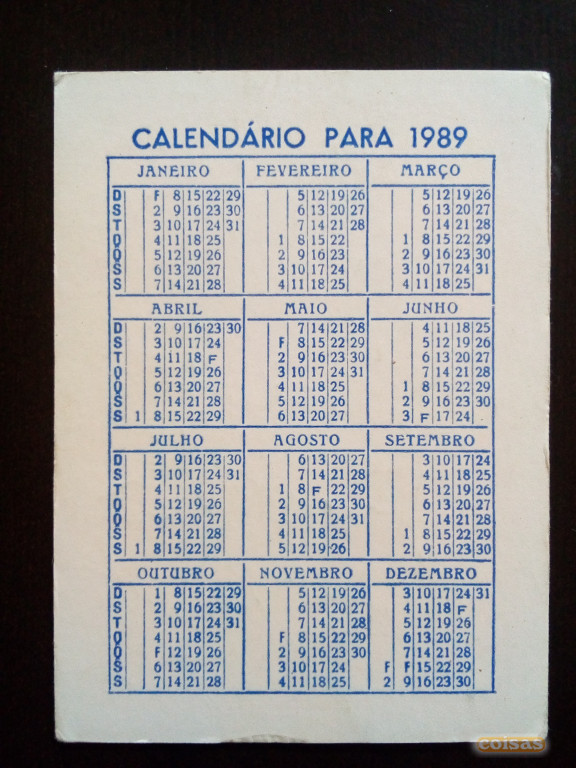 CALENDÁRIO PARA 1989
JANEIRO FEVEREIRO MARÇO
D F 8 15 22 29 5 12 19 26 5 12 19 26
S 2 9 16 23 30 6 13 20 27 6 13 20 27
T 3 10 17 24 31 7 14 21 28 7 14 21 28
Q 4 11 18 25 1 8 15 22 1 8 15 22 29
Q 5 12 19 26 2 9 16 23 2 9 16 23 30
S 6 13 20 27 3 10 17 24 3 10 17 24 31
S 7 14 21 28 4 11 18 25 4 11 18 25
ABRIL MAIO JUNHO
D 2 9 16 23 30 7 14 21 28 4 11 18 25
S 3 10 17 24 F 8 15 22 29 5 12 19 26
T 4 11 18 F 2 9 16 23 30 6 13 20 27
Q 5 12 19 26 3 10 17 24 31 7 14 21 28
Q 6 13 20 27 4 11 18 25 1 8 15 22 29
S 7 14 21 28 5 12 19 26 2 9 16 23 30
S 1 8 15 22 29 6 13 20 27 3 F 17 24
JULHO AGOSTO SETEMBRO
D 2 9 16 23 30 6 13 20 27 3 10 17 24
S 3 10 17 24 31 7 14 21 28 4 11 18 25
T 4 11 18 25 1 8 F 22 29 5 12 19 26
Q 5 12 19 26 2 9 16 23 30 6 13 20 27
Q 6 13 20 27 3 10 17 24 31 7 14 21 28
S 7 14 21 28 4 11 18 25 1 8 15 22 29
S 1 8 15 22 29 5 12 19 26 2 9 16 23 30
OUTUBRO NOVEMBRO DEZEMBRO
D 1 8 15 22 29 5 12 19 26 3 10 17 24 31
S 2 9 16 23 30 6 13 20 27 4 11 18 F
T 3 10 17 24 31 7 14 21 28 5 12 19 26
Q 4 11 18 25 F 8 15 22 29 6 13 20 27
Q F 12 19 26 2 9 16 23 30 7 14 21 28
S 6 13 20 27 3 10 17 24 F F 15 22 29
S 7 14 21 28 4 11 18 25 2 9 16 23 30
coisas